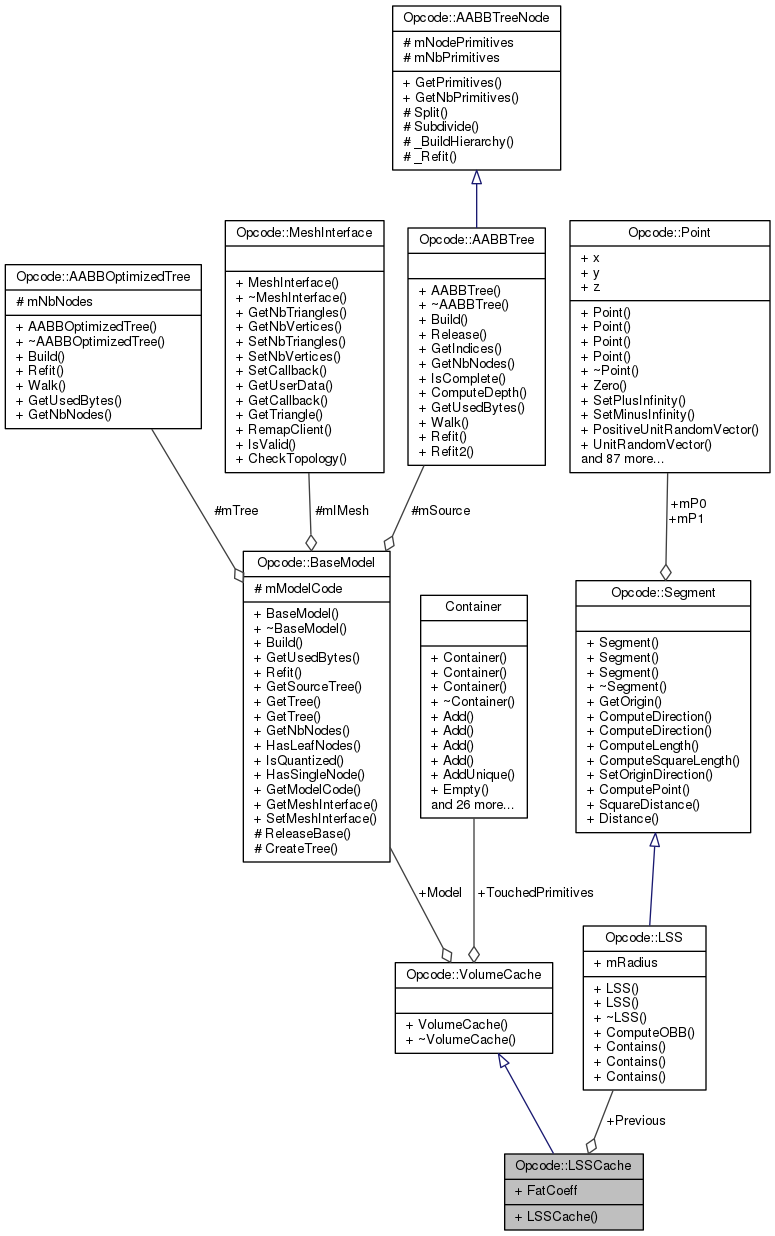 Opcode::AABBTreeNode
# mNodePrimitives
# mNbPrimitives
+ GetPrimitives()
+ GetNbPrimitives()
# Split()
# Subdivide()
# _BuildHierarchy()
# _Refit()
Opcode::AABBOptimizedTree
# mNbNodes
+ AABBOptimizedTree()
+ ~AABBOptimizedTree()
+ Build()
+ Refit()
+ Walk()
+ GetUsedBytes()
+ GetNbNodes()
Opcode::MeshInterface
+ MeshInterface()
+ ~MeshInterface()
+ GetNbTriangles()
+ GetNbVertices()
+ SetNbTriangles()
+ SetNbVertices()
+ SetCallback()
+ GetUserData()
+ GetCallback()
+ GetTriangle()
+ RemapClient()
+ IsValid()
+ CheckTopology()
Opcode::AABBTree
+ AABBTree()
+ ~AABBTree()
+ Build()
+ Release()
+ GetIndices()
+ GetNbNodes()
+ IsComplete()
+ ComputeDepth()
+ GetUsedBytes()
+ Walk()
+ Refit()
+ Refit2()
Opcode::Point
+ x
+ y
+ z
+ Point()
+ Point()
+ Point()
+ Point()
+ ~Point()
+ Zero()
+ SetPlusInfinity()
+ SetMinusInfinity()
+ PositiveUnitRandomVector()
+ UnitRandomVector()
and 87 more...
#mTree
#mIMesh
#mSource
+mP0
+mP1
Opcode::BaseModel
# mModelCode
+ BaseModel()
+ ~BaseModel()
+ Build()
+ GetUsedBytes()
+ Refit()
+ GetSourceTree()
+ GetTree()
+ GetTree()
+ GetNbNodes()
+ HasLeafNodes()
+ IsQuantized()
+ HasSingleNode()
+ GetModelCode()
+ GetMeshInterface()
+ SetMeshInterface()
# ReleaseBase()
# CreateTree()
Container
+ Container()
+ Container()
+ Container()
+ ~Container()
+ Add()
+ Add()
+ Add()
+ Add()
+ AddUnique()
+ Empty()
and 26 more...
Opcode::Segment
+ Segment()
+ Segment()
+ Segment()
+ ~Segment()
+ GetOrigin()
+ ComputeDirection()
+ ComputeDirection()
+ ComputeLength()
+ ComputeSquareLength()
+ SetOriginDirection()
+ ComputePoint()
+ SquareDistance()
+ Distance()
+Model
+TouchedPrimitives
Opcode::VolumeCache
+ VolumeCache()
+ ~VolumeCache()
Opcode::LSS
+ mRadius
+ LSS()
+ LSS()
+ ~LSS()
+ ComputeOBB()
+ Contains()
+ Contains()
+ Contains()
+Previous
Opcode::LSSCache
+ FatCoeff
+ LSSCache()